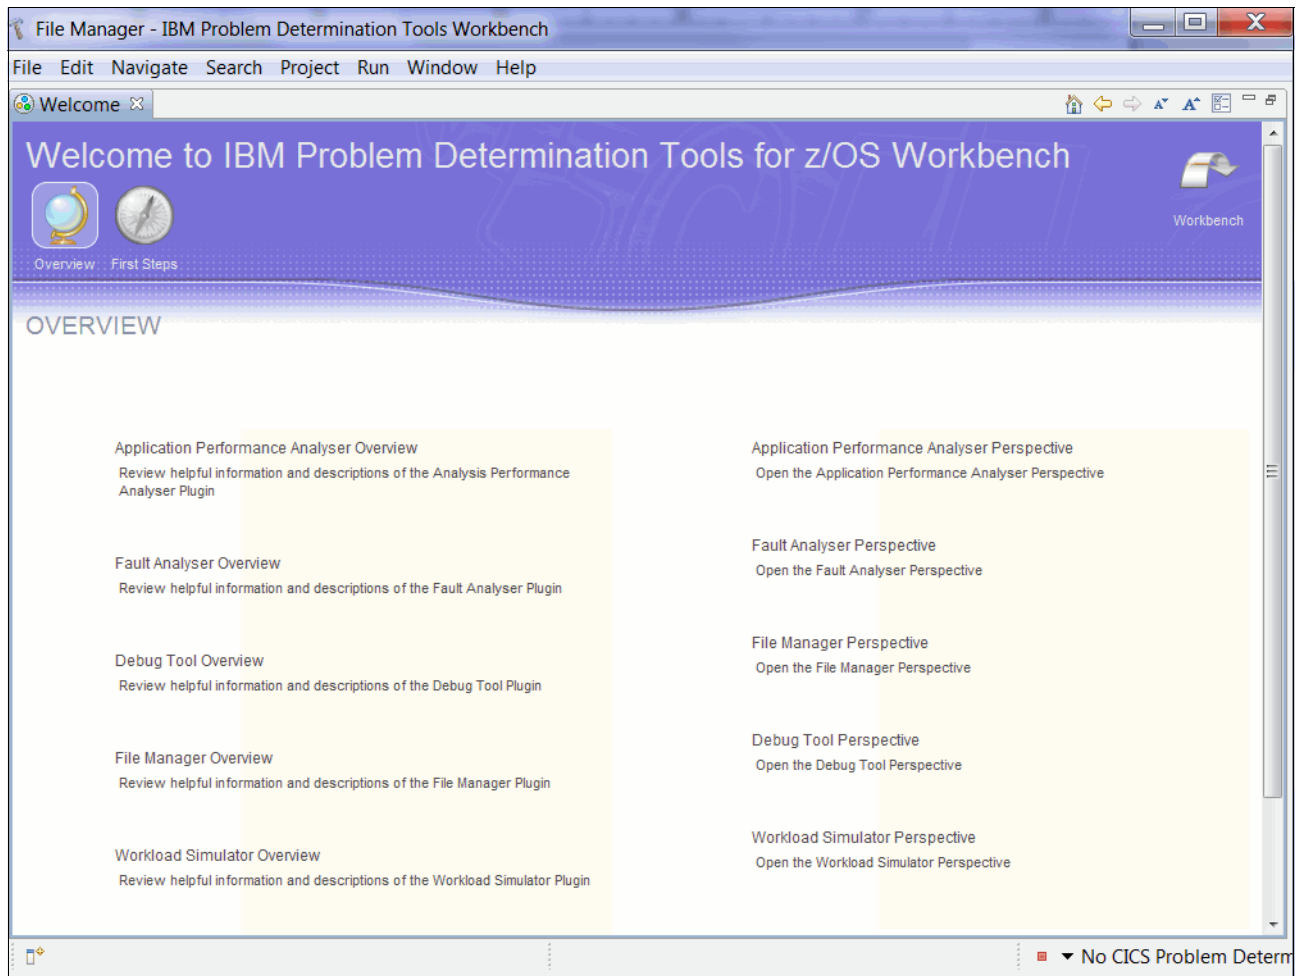 File Manager - IBM Problem Determination Tools Workbench
File Edit Navigate Search Project Run Window Help
Welcome
Welcome to IBM Problem Determination Tools for z/OS Workbench
Workbench
Overview First Steps
OVERVIEW
Application Performance Analyser Overview
Review helpful information and descriptions of the Analysis Performance
Analyser Plugin
Fault Analyser Overview
Review helpful information and descriptions of the Fault Analyser Plugin
Debug Tool Overview
Review helpful information and descriptions of the Debug Tool Plugin
File Manager Overview
Review helpful information and descriptions of the File Manager Plugin
Workload Simulator Overview
Review helpful information and descriptions of the Workload Simulator Plugin
Application Performance Analyser Perspective
Open the Application Performance Analyser Perspective
Fault Analyser Perspective
Open the Fault Analyser Perspective
File Manager Perspective
Open the File Manager Perspective
Debug Tool Perspective
Open the Debug Tool Perspective
Workload Simulator Perspective
Open the Workload Simulator Perspective
No CICS Problem Determ